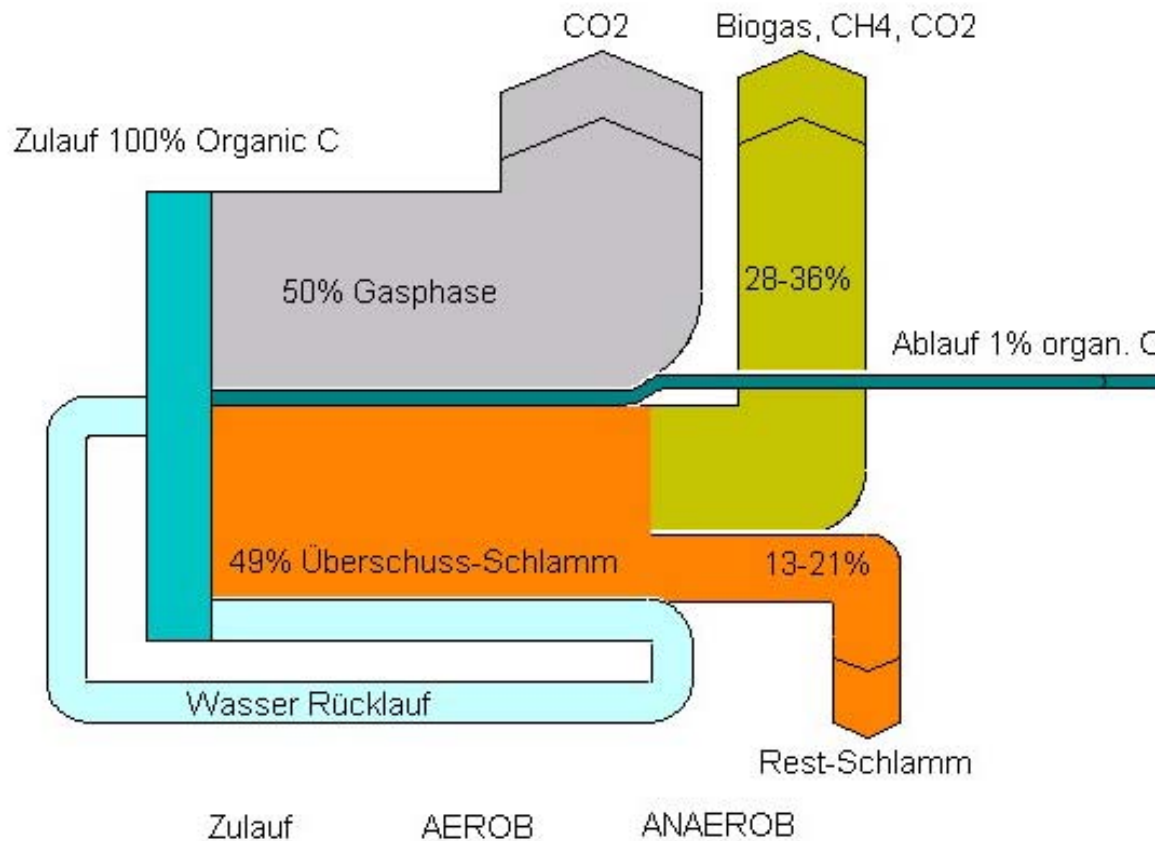 CO2
Biogas, CH4, CO2
Zulauf 100% Organic C
50% Gasphase
28-36%
Ablauf 1% organ. C
49% Überschuss-Schlamm
13-21%
Wasser Rücklauf
Rest-Schlamm
Zulauf
AEROB
ANAEROB